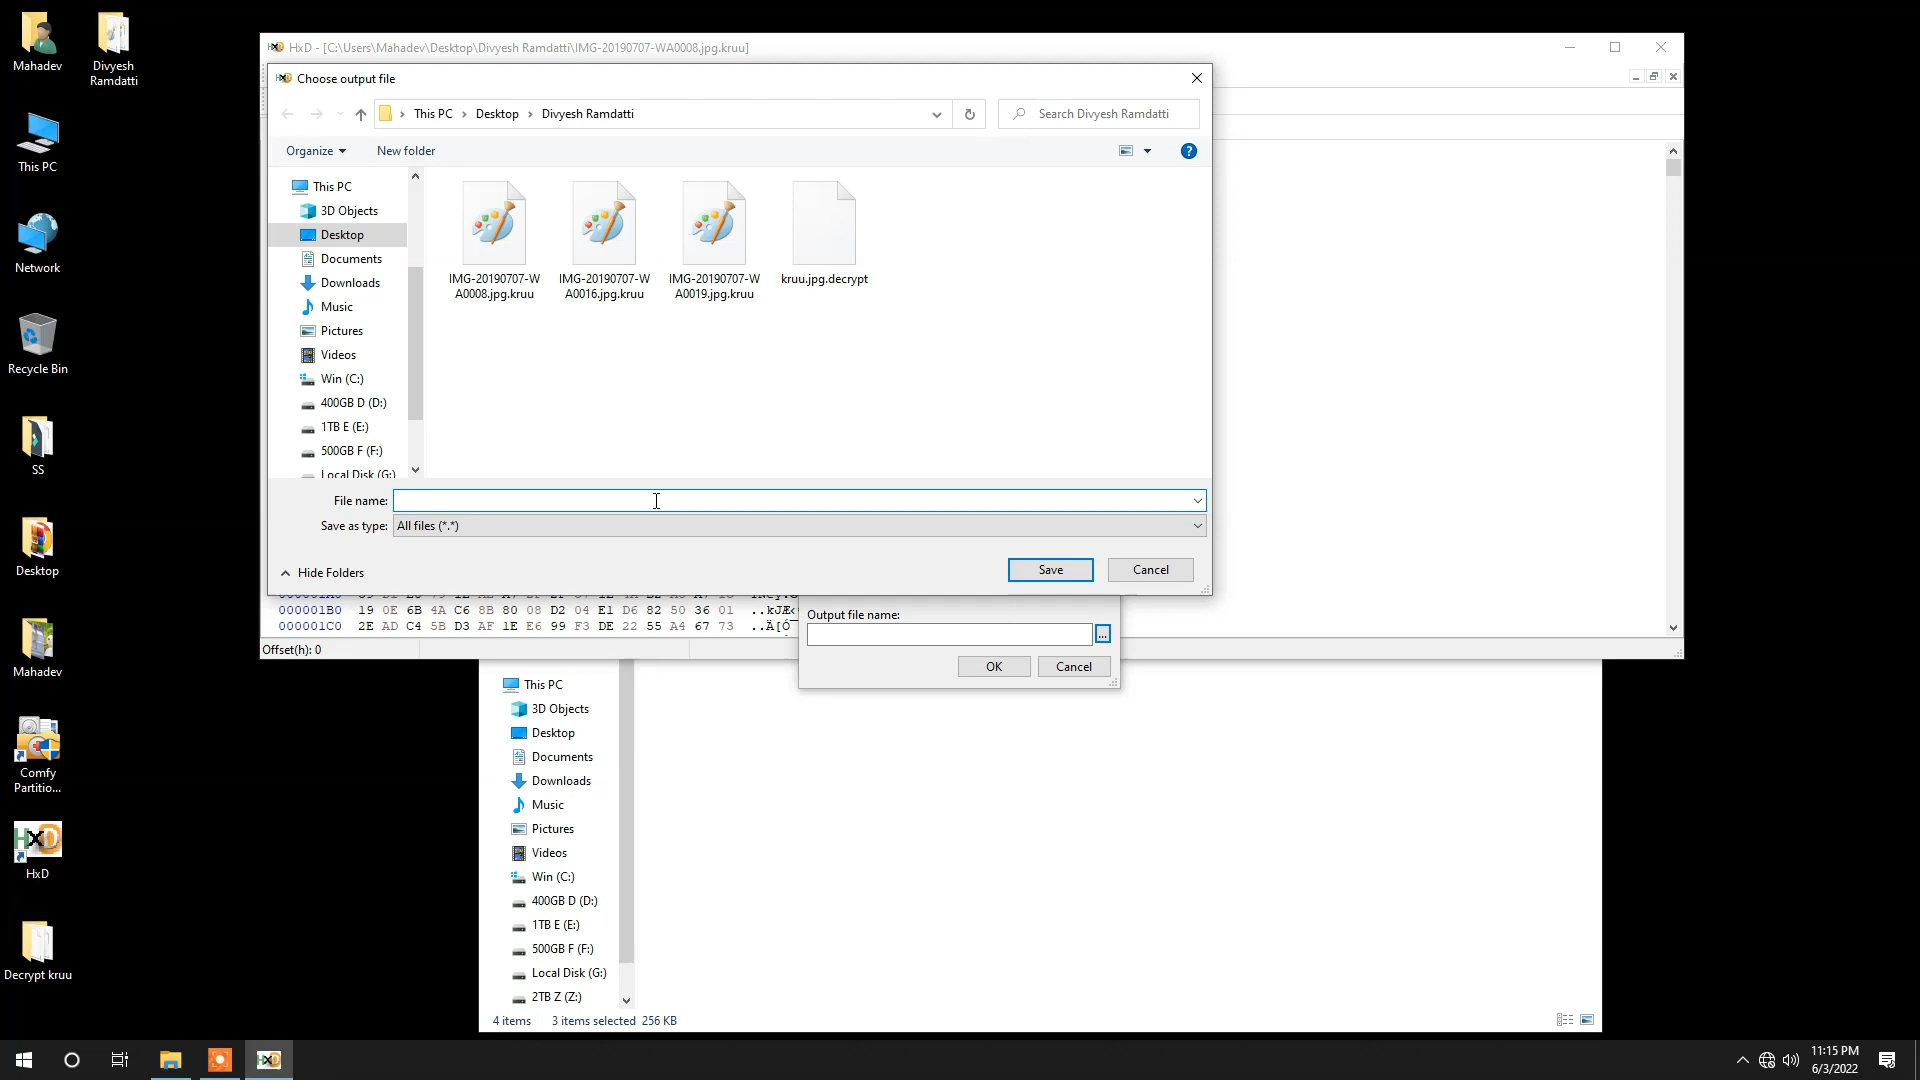 Mahadev
Divyesh
Ramdatti
This PC
Network
Recycle Bin
SS
Desktop
Mahadev
Comfy
Partitio...
HxD
Decrypt kruu
HxD - [C:\Users\Mahadev\Desktop\Divyesh Ramdatti\IMG-20190707-WA0008.jpg.kruu]
Choose output file
This PC > Desktop > Divyesh Ramdatti
Search Divyesh Ramdatti
Organize
New folder
This PC
3D Objects
Desktop
Documents
Downloads
Music
Pictures
Videos
Win (C:)
400GB D (D:)
1TB E (E:)
500GB F (F:)
Local Disk (G:)
IMG-20190707-W
A0008.jpg.kruu
IMG-20190707-W
A0016.jpg.kruu
IMG-20190707-W
A0019.jpg.kruu
kruu.jpg.decrypt
File name:
Save as type: All files (*.*)
Hide Folders
Save
Cancel
000001B0 19 0E 6B 4A C6 8B 80 08 D2 04 E1 D6 82 50 36 01 ..kJÆ‹
000001C0 2E AD C4 5B D3 AF 1E E6 99 F3 DE 22 55 A4 67 73 ..Ä[Ó¯
Offset(h): 0
Output file name:
...
OK
Cancel
This PC
3D Objects
Desktop
Documents
Downloads
Music
Pictures
Videos
Win (C:)
400GB D (D:)
1TB E (E:)
500GB F (F:)
Local Disk (G:)
2TB Z (Z:)
4 items 3 items selected 256 KB
11:15 PM
6/3/2022